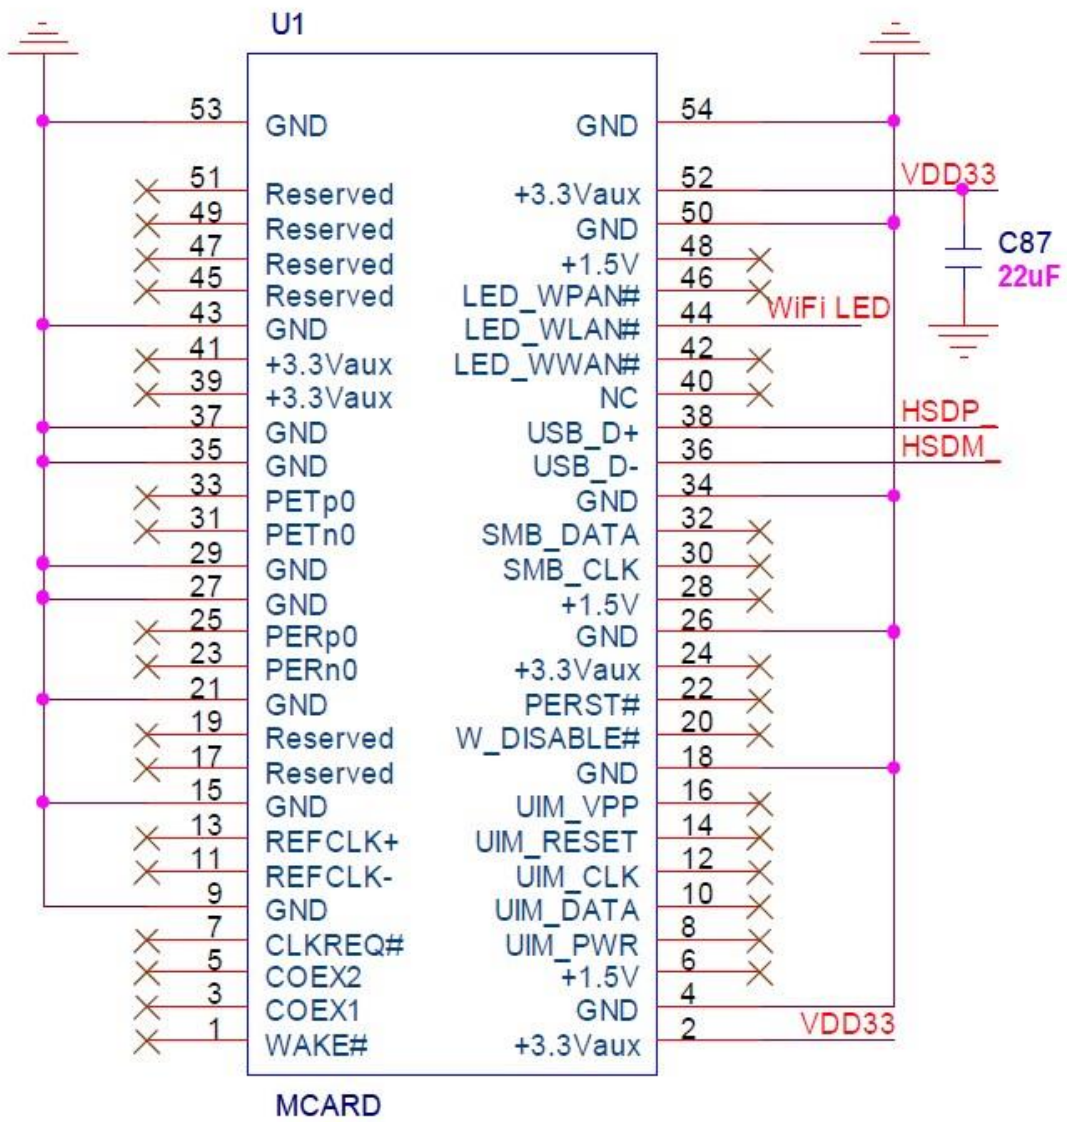 U1
53 GND GND 54
51 Reserved +3.3Vaux 52 VDD33
49 Reserved GND 50
47 Reserved +1.5V 48
45 Reserved LED_WPAN# 46
43 GND LED_WLAN# 44 WiFi LED
41 +3.3Vaux LED_WWAN# 42
39 +3.3Vaux NC 40
37 GND USB_D+ 38 HSDP_
35 GND USB_D- 36 HSDM_
33 PETp0 GND 34
31 PETn0 SMB_DATA 32
29 GND SMB_CLK 30
27 GND +1.5V 28
25 PERp0 GND 26
23 PERn0 +3.3Vaux 24
21 GND PERST# 22
19 Reserved W_DISABLE# 20
17 Reserved GND 18
15 GND UIM_VPP 16
13 REFCLK+ UIM_RESET 14
11 REFCLK- UIM_CLK 12
9 GND UIM_DATA 10
7 CLKREQ# UIM_PWR 8
5 COEX2 +1.5V 6
3 COEX1 GND 4
1 WAKE# +3.3Vaux 2 VDD33
MCARD
C87
22uF